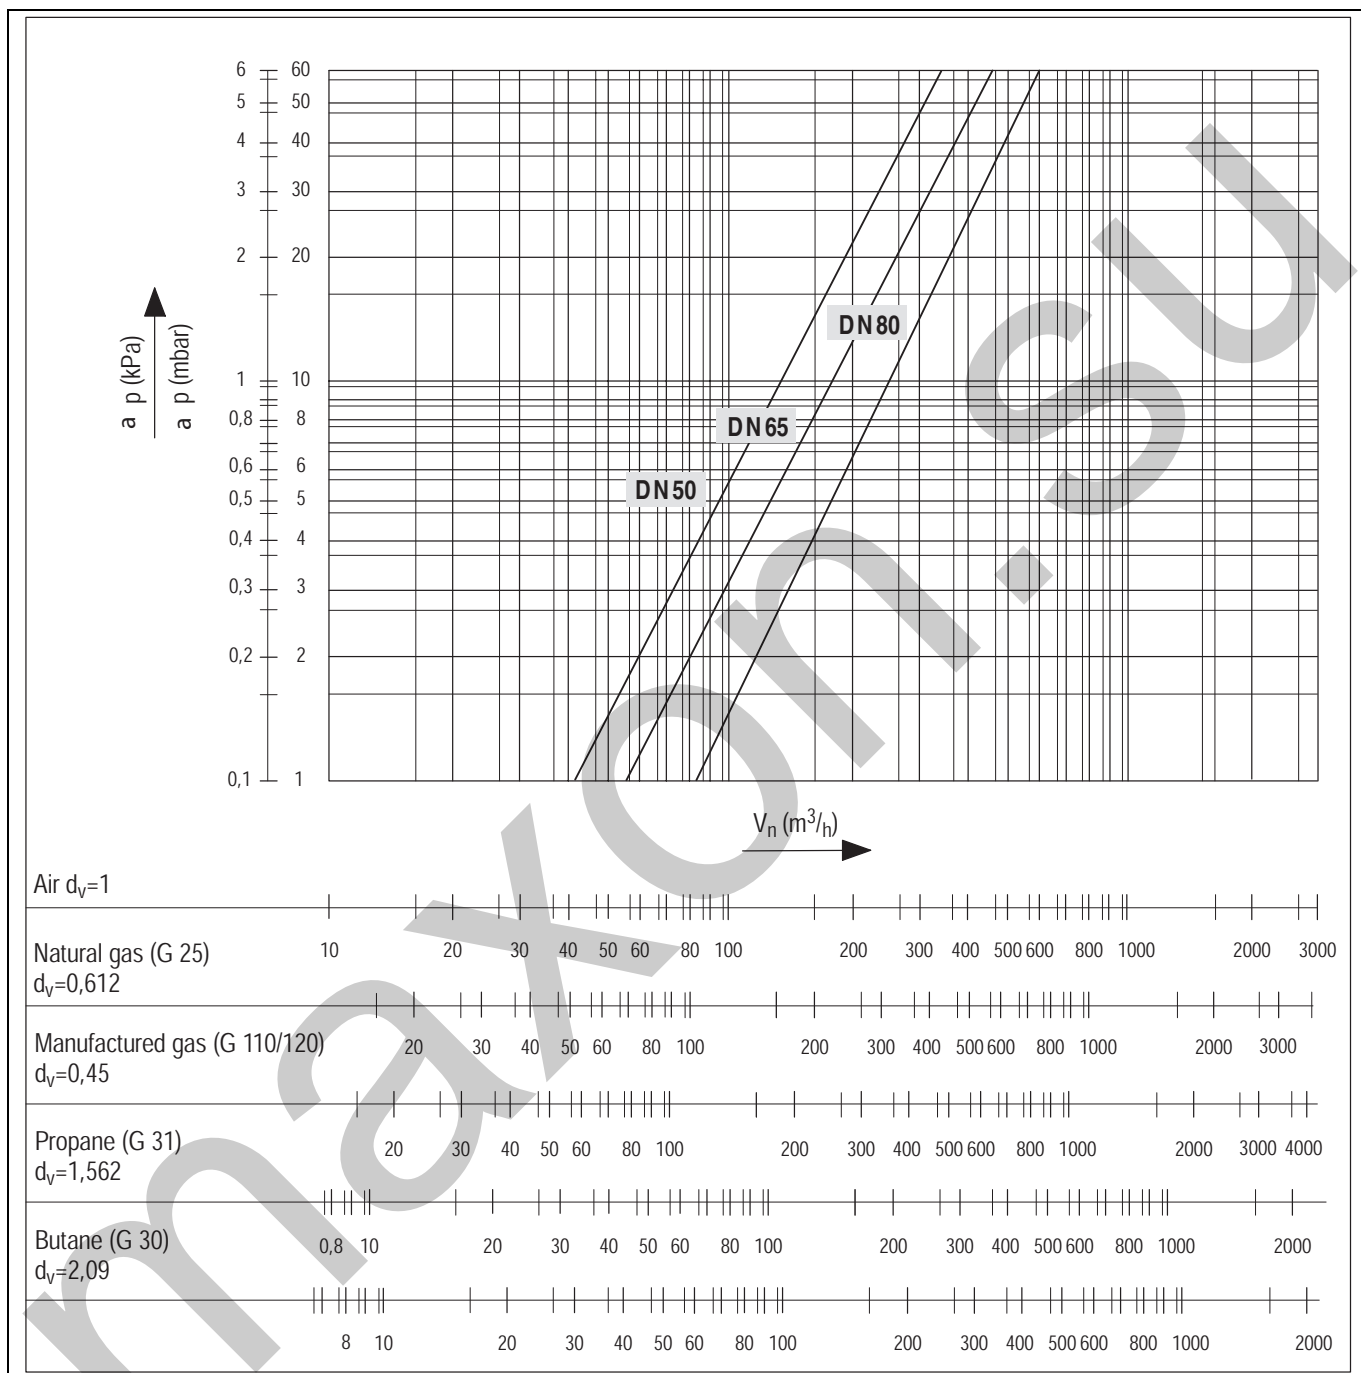 6 60
5 50
4 40
3 30
2 20
1 10
0,8 8
0,6 6
0,5 5
0,4 4
0,3 3
0,2 2
0,1 1
a p (kPa)
a p (mbar)
DN80
DN65
DN50
Vn (m³/h)
Air dv=1
10 20 30 40 50 60 80 100 200 300 400 500 600 800 1000 2000 3000
Natural gas (G 25)
dv=0,612
20 30 40 50 60 80 100 200 300 400 500 600 800 1000 2000 3000
Manufactured gas (G 110/120)
dv=0,45
20 30 40 50 60 80 100 200 300 400 500 600 800 1000 2000 3000 4000
Propane (G 31)
dv=1,562
0,8 10 20 30 40 50 60 80 100 200 300 400 500 600 800 1000 2000
Butane (G 30)
dv=2,09
8 10 20 30 40 50 60 80 100 200 300 400 500 600 800 1000 2000
maxon.su